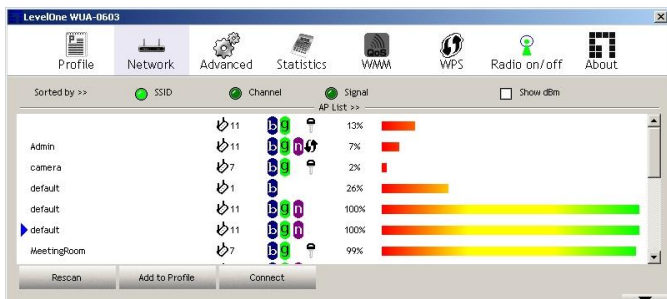 LevelOne WUA-0603
Profile Network Advanced Statistics QoS WMM WPS Radio on/off About
Sorted by >> SSID Channel Signal Show dBm
AP List >>
11 b g 13%
Admin 11 b g n 7%
camera 7 b g 2%
default 1 b 26%
default 11 b g n 100%
default 11 b g n 100%
MeetingRoom 7 b g 99%
Rescan Add to Profile Connect